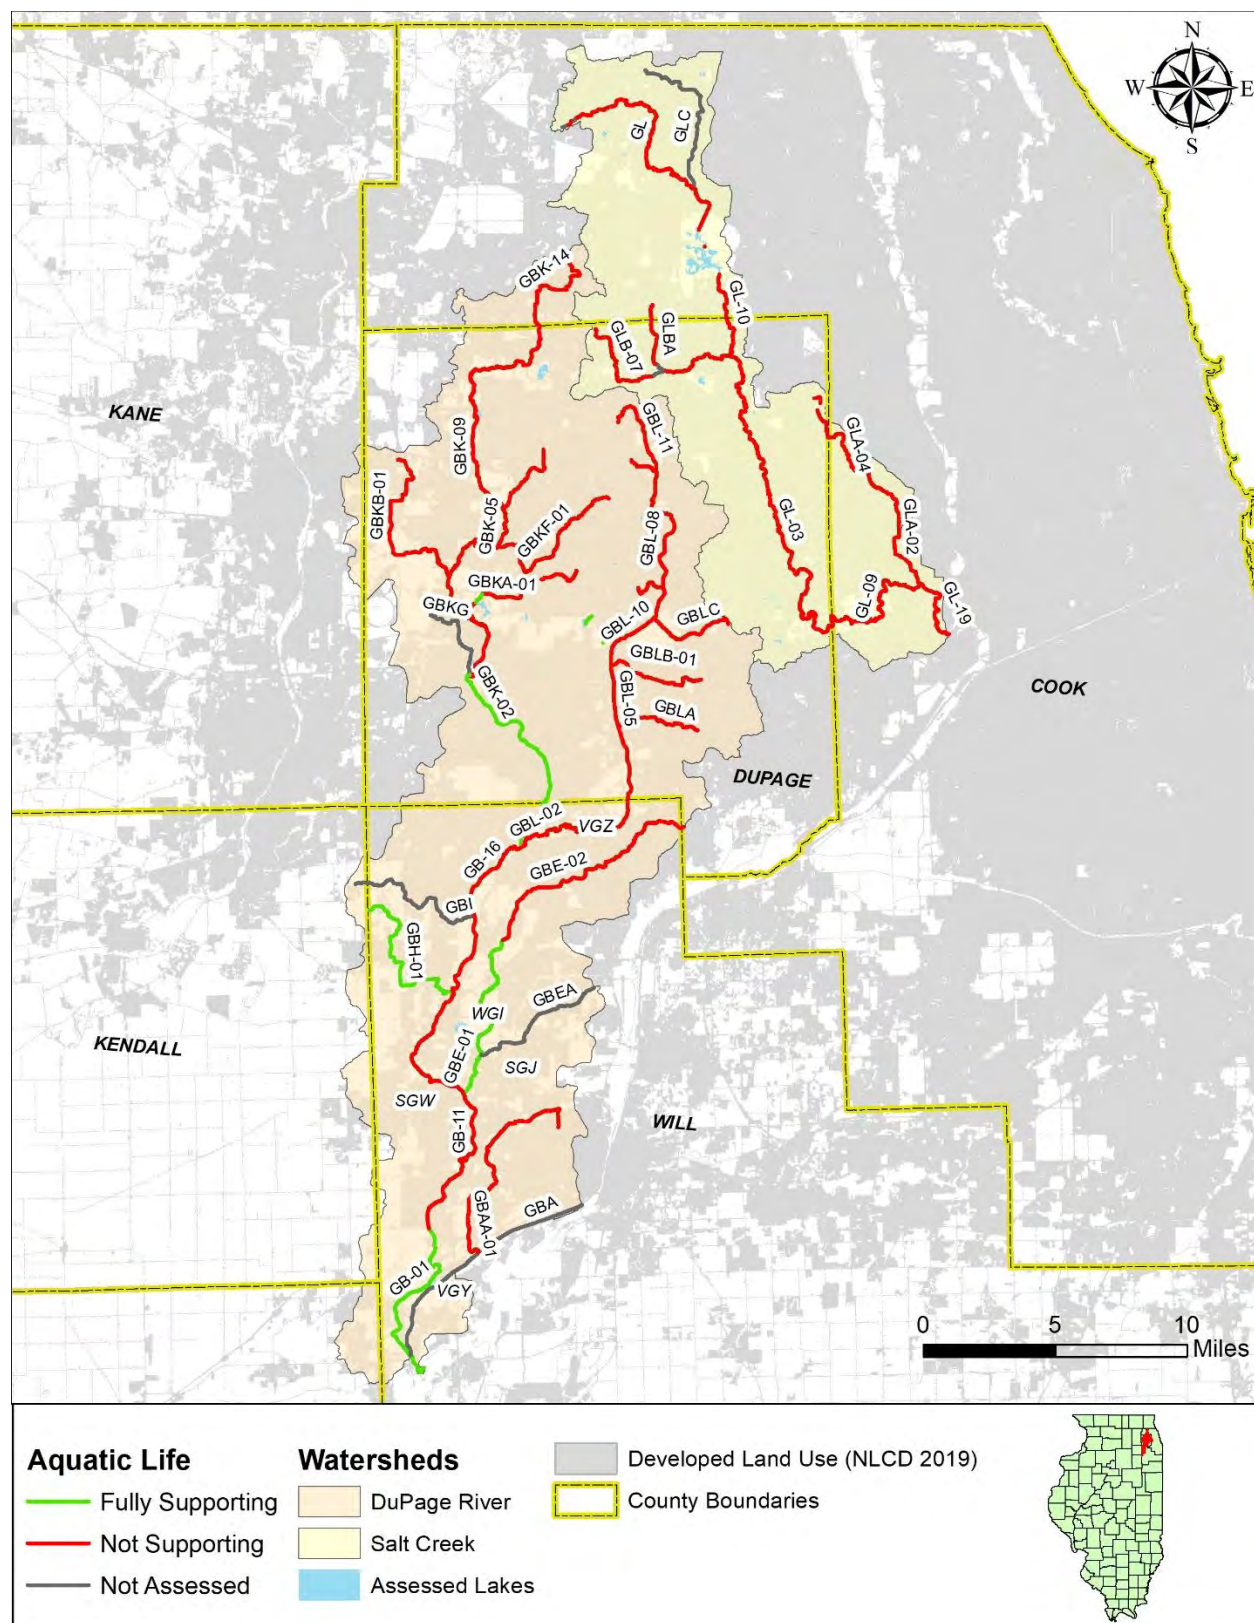 N
W
E
S
GL
GLC
GBK-14
GL-10
GLBA
GLB-07
KANE
GBL-11
GBK-09
GLA-04
GBKB-01
GBK-05
GBKF-01
GBL-08
GL-03
GLA-02
GBKA-01
GL-09
GBKG
GBL-10
GBLC
GL-19
GBLB-01
GBK-02
GBL-05
COOK
GBLA
DUPAGE
GBL-02
VGZ
GB-16
GBE-02
GBI
GBH-01
GBEA
WGI
KENDALL
GBE-01
SGJ
SGW
GB-11
WILL
GBAA-01
GBA
GB-01
VGY
0 5 10
Miles
Aquatic Life
Fully Supporting
Not Supporting
Not Assessed
Watersheds
DuPage River
Salt Creek
Assessed Lakes
Developed Land Use (NLCD 2019)
County Boundaries